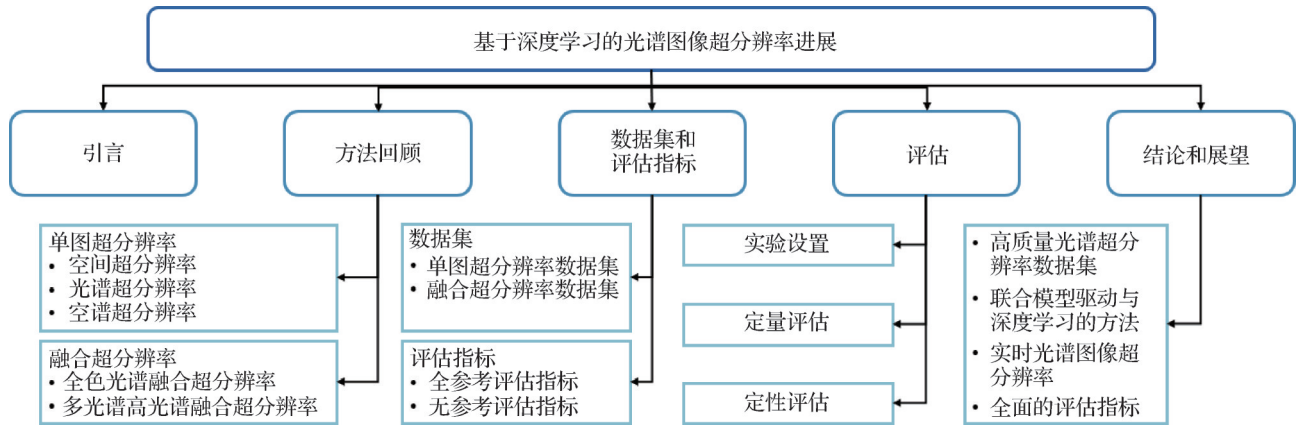 基于深度学习的光谱图像超分辨率进展
引言
方法回顾
数据集和
评估指标
评估
结论和展望
单图超分辨率
• 空间超分辨率
• 光谱超分辨率
• 空谱超分辨率
融合超分辨率
• 全色光谱融合超分辨率
• 多光谱高光谱融合超分辨率
数据集
• 单图超分辨率数据集
• 融合超分辨率数据集
评估指标
• 全参考评估指标
• 无参考评估指标
实验设置
定量评估
定性评估
• 高质量光谱超分
辨率数据集
• 联合模型驱动与
深度学习的方法
• 实时光谱图像超
分辨率
• 全面的评估指标